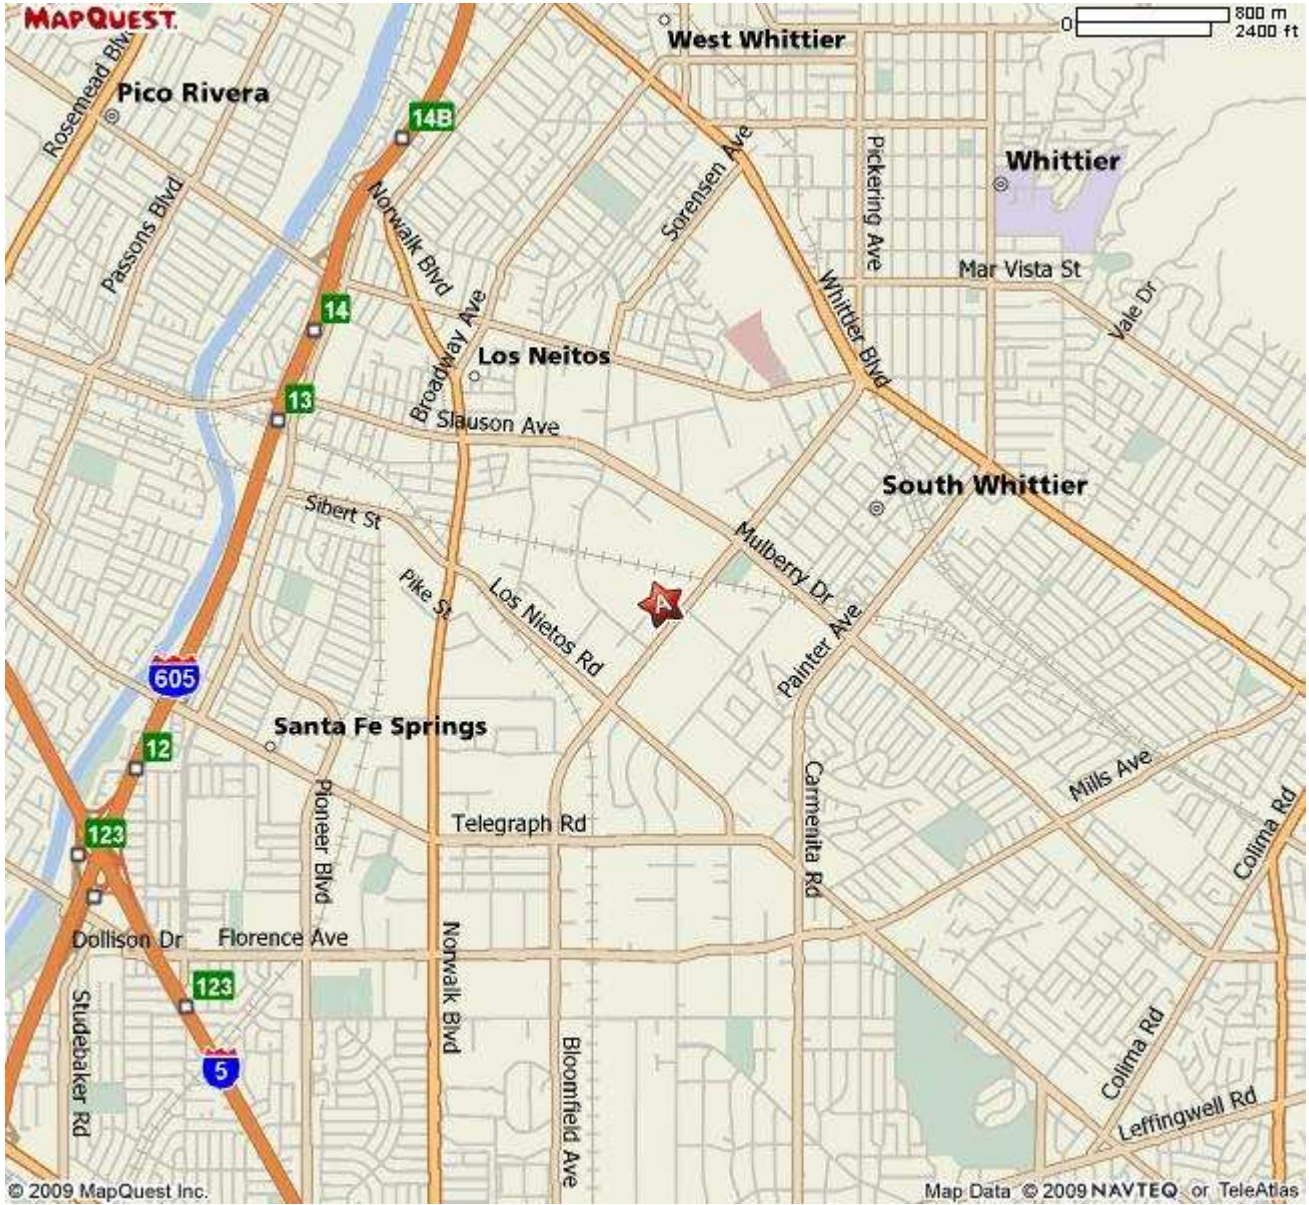 MAPQUEST.
0
800 m
2400 ft
West Whittier
Rosemead Blvd
Pico Rivera
14B
Sorensen Ave
Pickering Ave
Whittier
Passons Blvd
Norwalk Blvd
Mar Vista St
Whittier Blvd
Vale Dr
14
Broadway Ave
Los Neitos
13
Slauson Ave
South Whittier
Sibert St
Mulberry Dr
Pike St
Los Nietos Rd
A
Painter Ave
605
Santa Fe Springs
12
Mills Ave
Pioneer Blvd
Carmenita Rd
Colima Rd
123
Telegraph Rd
Dollison Dr
Florence Ave
Norwalk Blvd
123
Studebaker Rd
Bloomfield Ave
Colima Rd
5
Leffingwell Rd
© 2009 MapQuest Inc.
Map Data © 2009 NAVTEQ or TeleAtlas